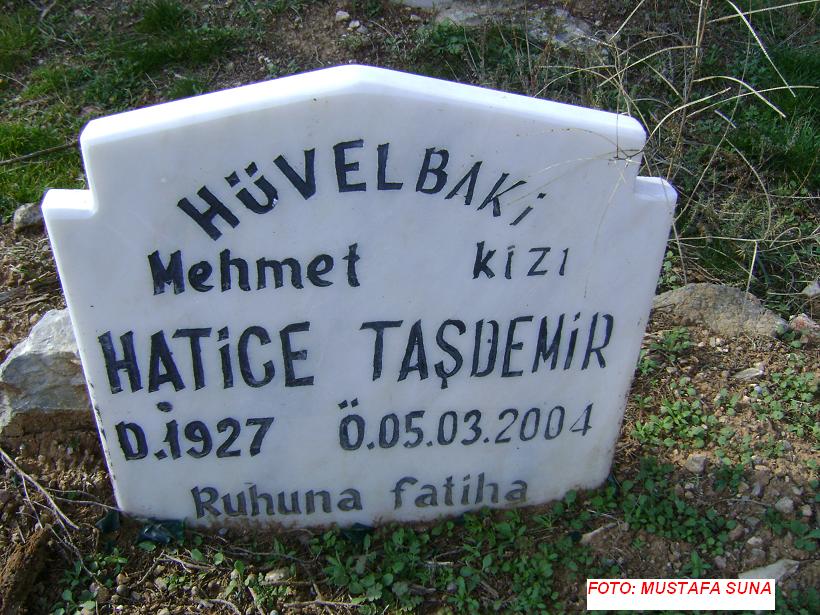 HÜVELBAKİ
Mehmet kızı
HATİCE TAŞDEMİR
D.1927 Ö.05.03.2004
Ruhuna fatiha
FOTO: MUSTAFA SUNA